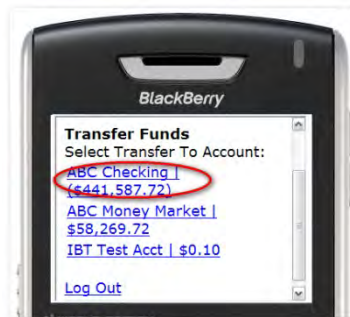 BlackBerry
Transfer Funds
Select Transfer To Account:
ABC Checking |
($441,587.72)
ABC Money Market |
$58,269.72
IBT Test Acct | $0.10
Log Out